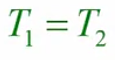 T₁ = T₂